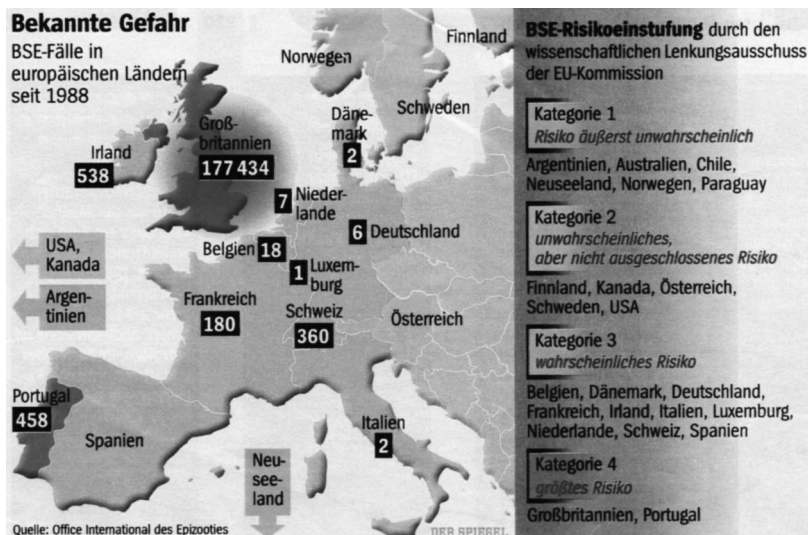 Bekannte Gefahr
BSE-Fälle in
europäischen Ländern
seit 1988
Norwegen
Finnland
Schweden
Däne-
mark
2
Groß-
britannien
177 434
Irland
538
7
Nieder-
lande
6
Deutschland
Belgien
18
1
Luxem-
burg
USA,
Kanada
Argen-
tinien
Frankreich
180
Schweiz
360
Österreich
Portugal
458
Spanien
Italien
2
Neu-
see-
land
Quelle: Office International des Epizooties
DER SPIEGEL
BSE-Risikoeinstufung durch den
wissenschaftlichen Lenkungsausschuss
der EU-Kommission
Kategorie 1
Risiko äußerst unwahrscheinlich
Argentinien, Australien, Chile,
Neuseeland, Norwegen, Paraguay
Kategorie 2
unwahrscheinliches,
aber nicht ausgeschlossenes Risiko
Finnland, Kanada, Österreich,
Schweden, USA
Kategorie 3
wahrscheinliches Risiko
Belgien, Dänemark, Deutschland,
Frankreich, Irland, Italien, Luxemburg,
Niederlande, Schweiz, Spanien
Kategorie 4
größtes Risiko
Großbritannien, Portugal